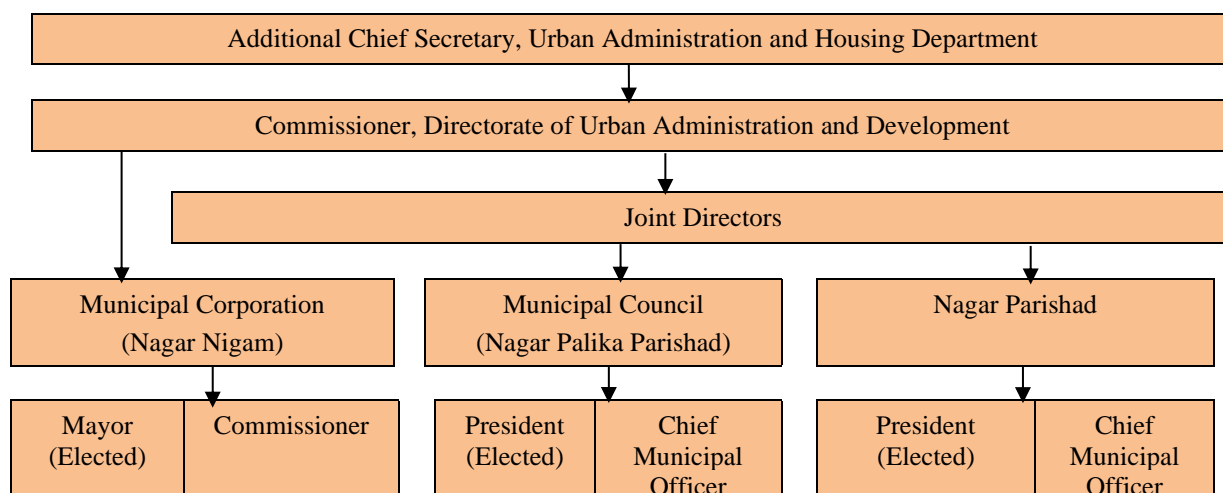 Additional Chief Secretary, Urban Administration and Housing Department
Commissioner, Directorate of Urban Administration and Development
Joint Directors
Municipal Corporation
(Nagar Nigam)
Municipal Council
(Nagar Palika Parishad)
Nagar Parishad
Mayor
(Elected)
Commissioner
President
(Elected)
Chief
Municipal
Officer
President
(Elected)
Chief
Municipal
Officer